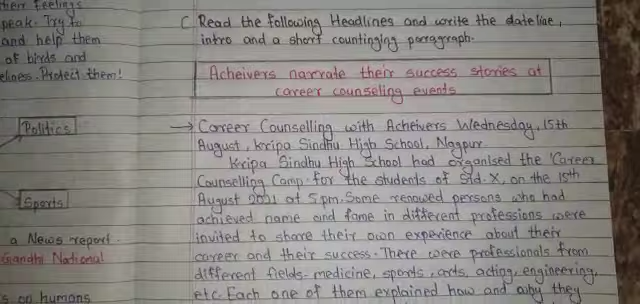 their feelings
peak. Try to
and help them
of birds and
Protect them!
Politics
Sports
a News report.
Gandhi National
on humans
C Read the following Headlines and write the dateline,
intro and a short countinging paragraph.
Acheivers narrate their success stories at
career counseling events
→ Career Counselling with Acheivers Wednesday, 15th
August, Kripa Sindhu High School, Nagpur.
Kripa Sindhu High School had organised the 'Career
Counselling Camp. for the students of Std. X, on the 15th
August 2021 at 5 pm. Some renowed persons who had
achieved name and fame in different professions were
invited to share their own experience about their
career and their success. There were professionals from
different fields- medicine, sports, arts, acting, engineering,
etc. Each one of them explained how and why they